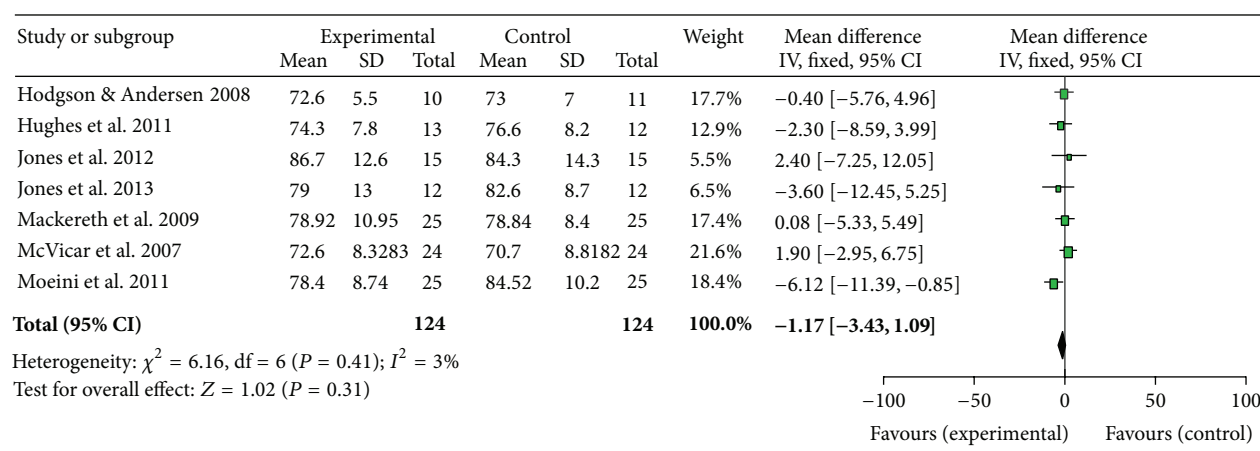 Study or subgroup Experimental Control Weight Mean difference Mean difference
Mean SD Total Mean SD Total IV, fixed, 95% CI IV, fixed, 95% CI
Hodgson & Andersen 2008 72.6 5.5 10 73 7 11 17.7% −0.40 [−5.76, 4.96]
Hughes et al. 2011 74.3 7.8 13 76.6 8.2 12 12.9% −2.30 [−8.59, 3.99]
Jones et al. 2012 86.7 12.6 15 84.3 14.3 15 5.5% 2.40 [−7.25, 12.05]
Jones et al. 2013 79 13 12 82.6 8.7 12 6.5% −3.60 [−12.45, 5.25]
Mackereth et al. 2009 78.92 10.95 25 78.84 8.4 25 17.4% 0.08 [−5.33, 5.49]
McVicar et al. 2007 72.6 8.3283 24 70.7 8.8182 24 21.6% 1.90 [−2.95, 6.75]
Moeini et al. 2011 78.4 8.74 25 84.52 10.2 25 18.4% −6.12 [−11.39, −0.85]
Total (95% CI) 124 124 100.0% −1.17 [−3.43, 1.09]
Heterogeneity: χ² = 6.16, df = 6 (P = 0.41); I² = 3%
Test for overall effect: Z = 1.02 (P = 0.31)
−100 −50 0 50 100
Favours (experimental) Favours (control)